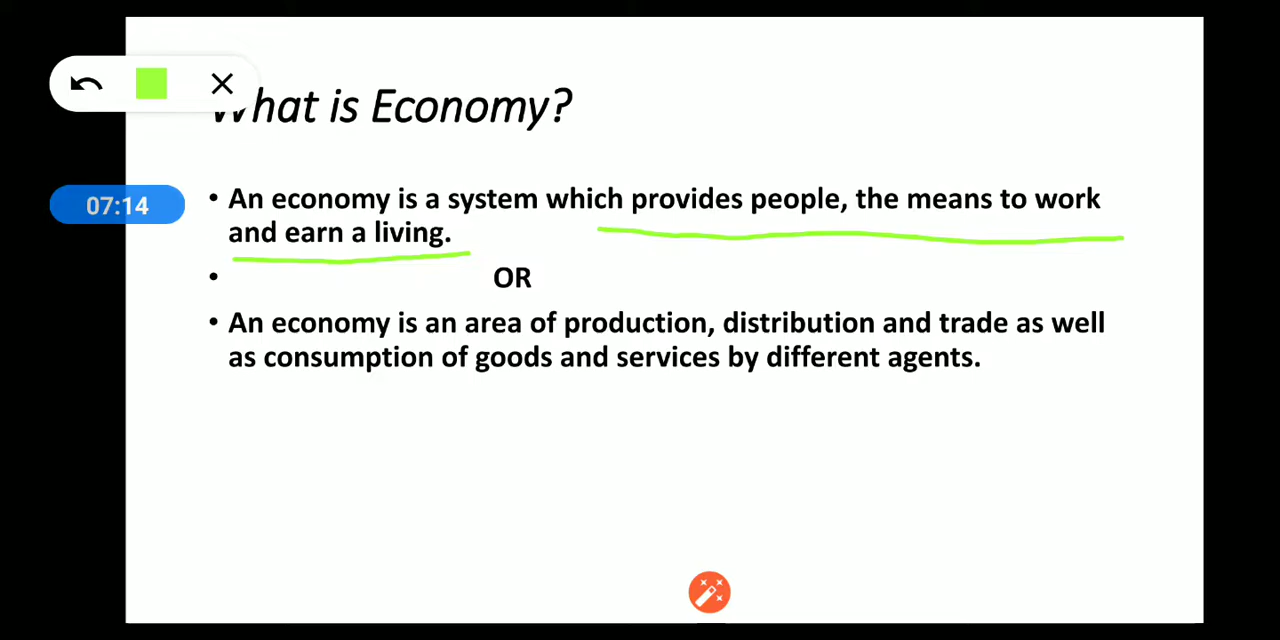 What is Economy?
• An economy is a system which provides people, the means to work
07:14
and earn a living.
• OR
• An economy is an area of production, distribution and trade as well
as consumption of goods and services by different agents.